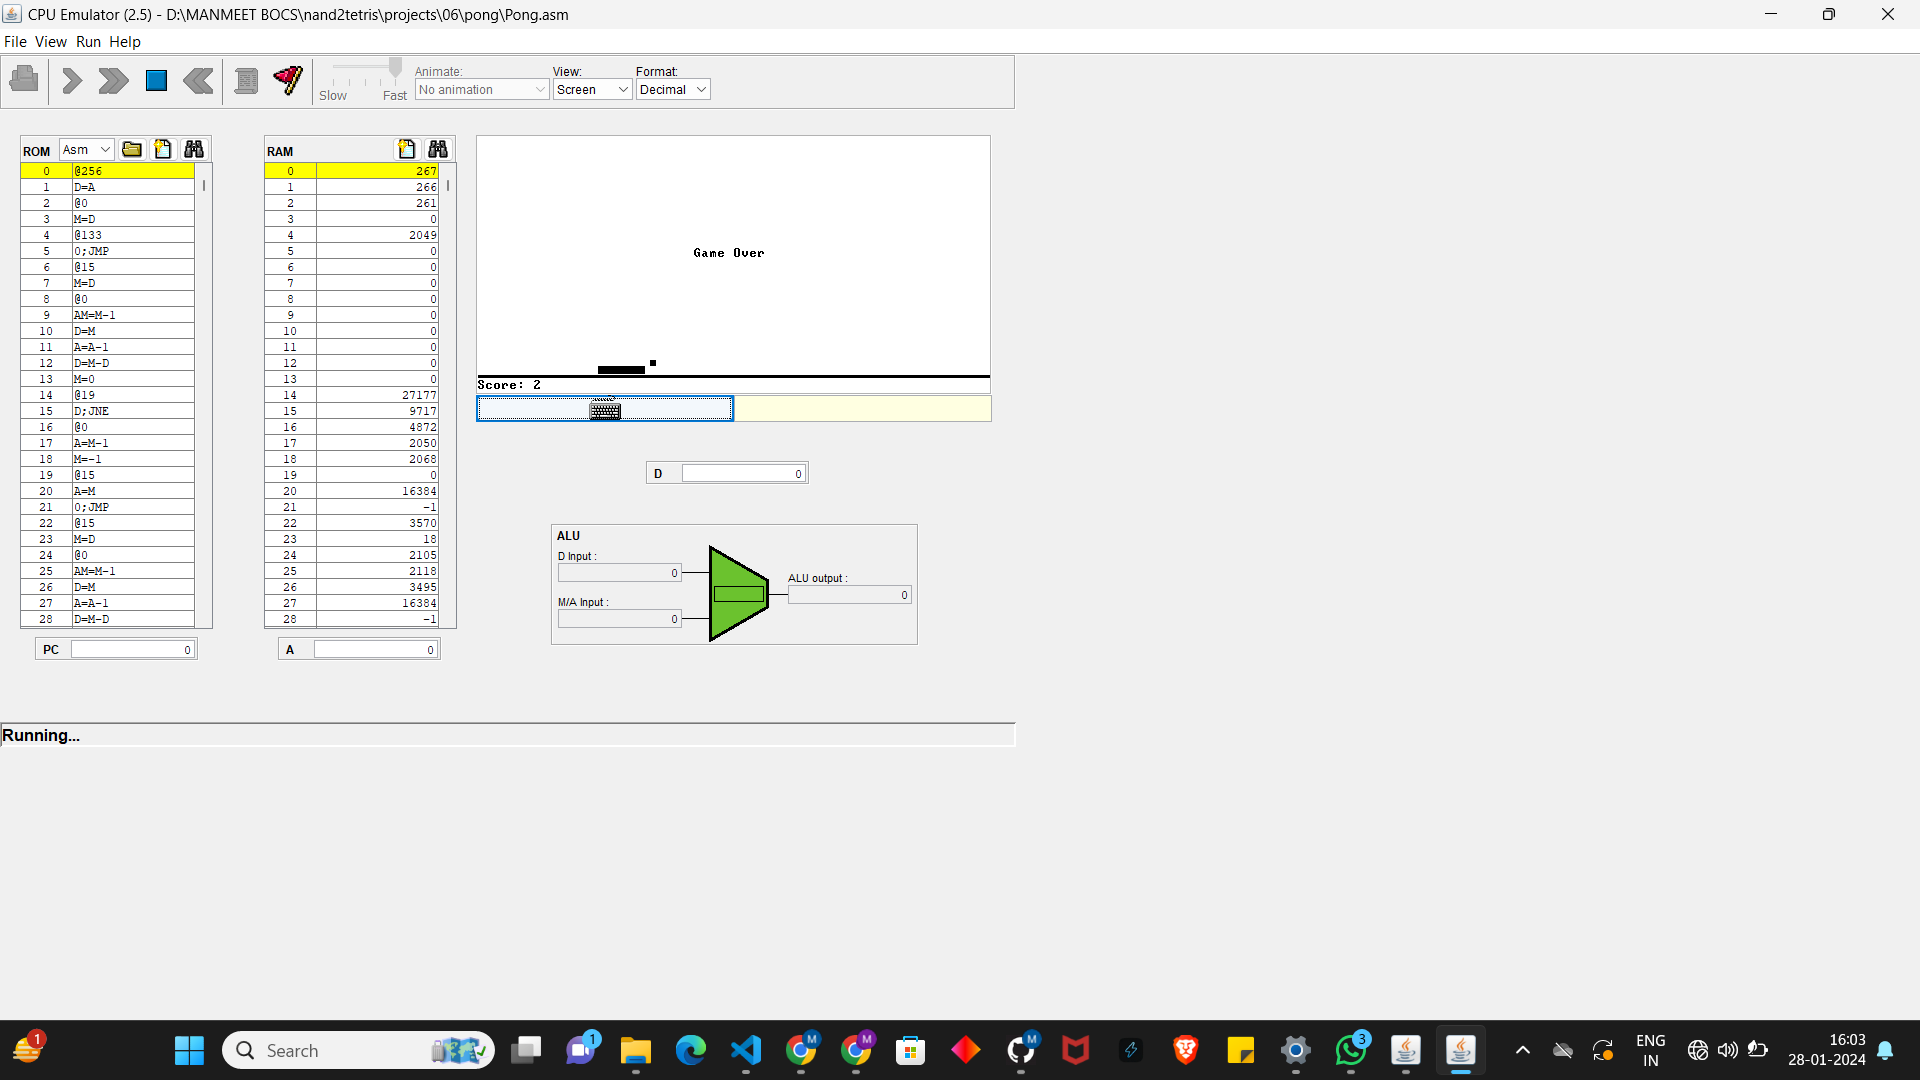 CPU Emulator (2.5) - D:\MANMEET BOCS\nand2tetris\projects\06\pong\Pong.asm
File View Run Help
Slow Fast
Animate:
No animation
View:
Screen
Format:
Decimal
ROM Asm
0 @256
1 D=A
2 @0
3 M=D
4 @133
5 0;JMP
6 @15
7 M=D
8 @0
9 AM=M-1
10 D=M
11 A=A-1
12 D=M-D
13 M=0
14 @19
15 D;JNE
16 @0
17 A=M-1
18 M=-1
19 @15
20 A=M
21 0;JMP
22 @15
23 M=D
24 @0
25 AM=M-1
26 D=M
27 A=A-1
28 D=M-D
PC 0
RAM
0 267
1 266
2 261
3 0
4 2049
5 0
6 0
7 0
8 0
9 0
10 0
11 0
12 0
13 0
14 27177
15 9717
16 4872
17 2050
18 2068
19 0
20 16384
21 -1
22 3570
23 18
24 2105
25 2118
26 3495
27 16384
28 -1
A 0
Game Over
Score: 2
D 0
ALU
D Input :
0
M/A Input :
0
ALU output :
0
Running...
1
Search
1
M
M
M
3
ENG
IN
16:03
28-01-2024